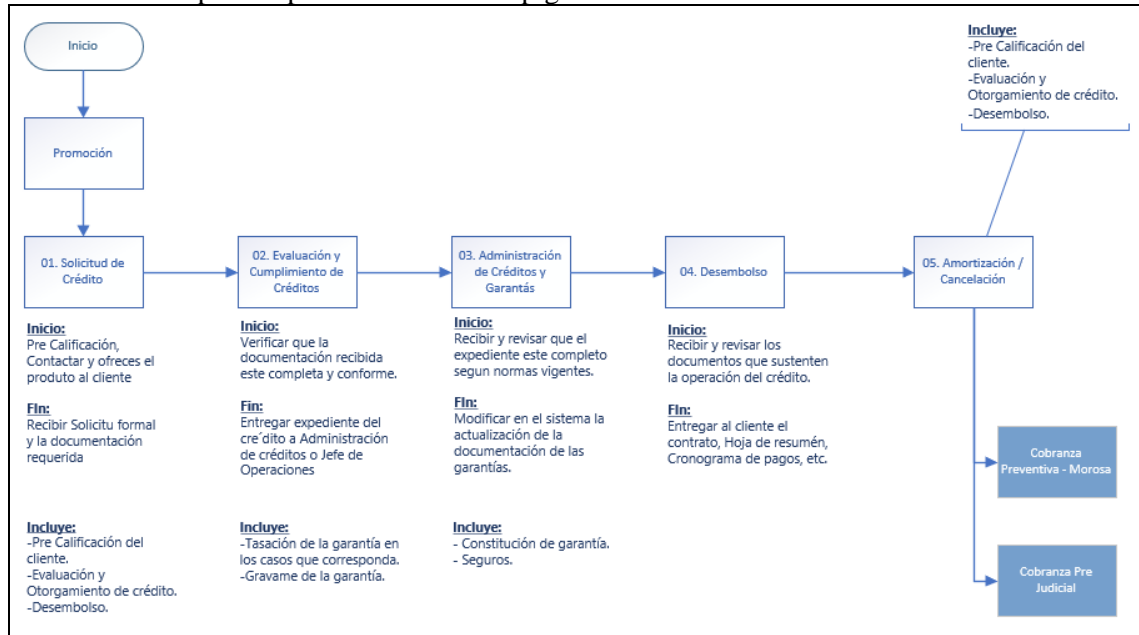 Inicio
Incluye:
-Pre Calificación del
cliente.
-Evaluación y
Otorgamiento de crédito.
-Desembolso.
Promoción
01. Solicitud de
Crédito
02. Evaluación y
Cumplimiento de
Créditos
03. Administración
de Créditos y
Garantás
04. Desembolso
05. Amortización /
Cancelación
Inicio:
Pre Calificación,
Contactar y ofreces el
producto al cliente
FIn:
Recibir Solicitu formal
y la documentación
requerida
Incluye:
-Pre Calificación del
cliente.
-Evaluación y
Otorgamiento de crédito.
-Desembolso.
Inicio:
Verificar que la
documentación recibida
este completa y conforme.
Fin:
Entregar expediente del
cre´dito a Administración
de créditos o Jefe de
Operaciones
Incluye:
-Tasación de la garantía en
los casos que corresponda.
-Gravame de la garantía.
Inicio:
Recibir y revisar que el
expediente este completo
segun normas vigentes.
FIn:
Modificar en el sistema la
actualización de la
documentación de las
garantías.
Incluye:
- Constitución de garantía.
- Seguros.
Inicio:
Recibir y revisar los
documentos que sustenten
la operación del crédito.
FIn:
Entregar al cliente el
contrato, Hoja de resumén,
Cronograma de pagos, etc.
Cobranza
Preventiva - Morosa
Cobranza Pre
Judicial